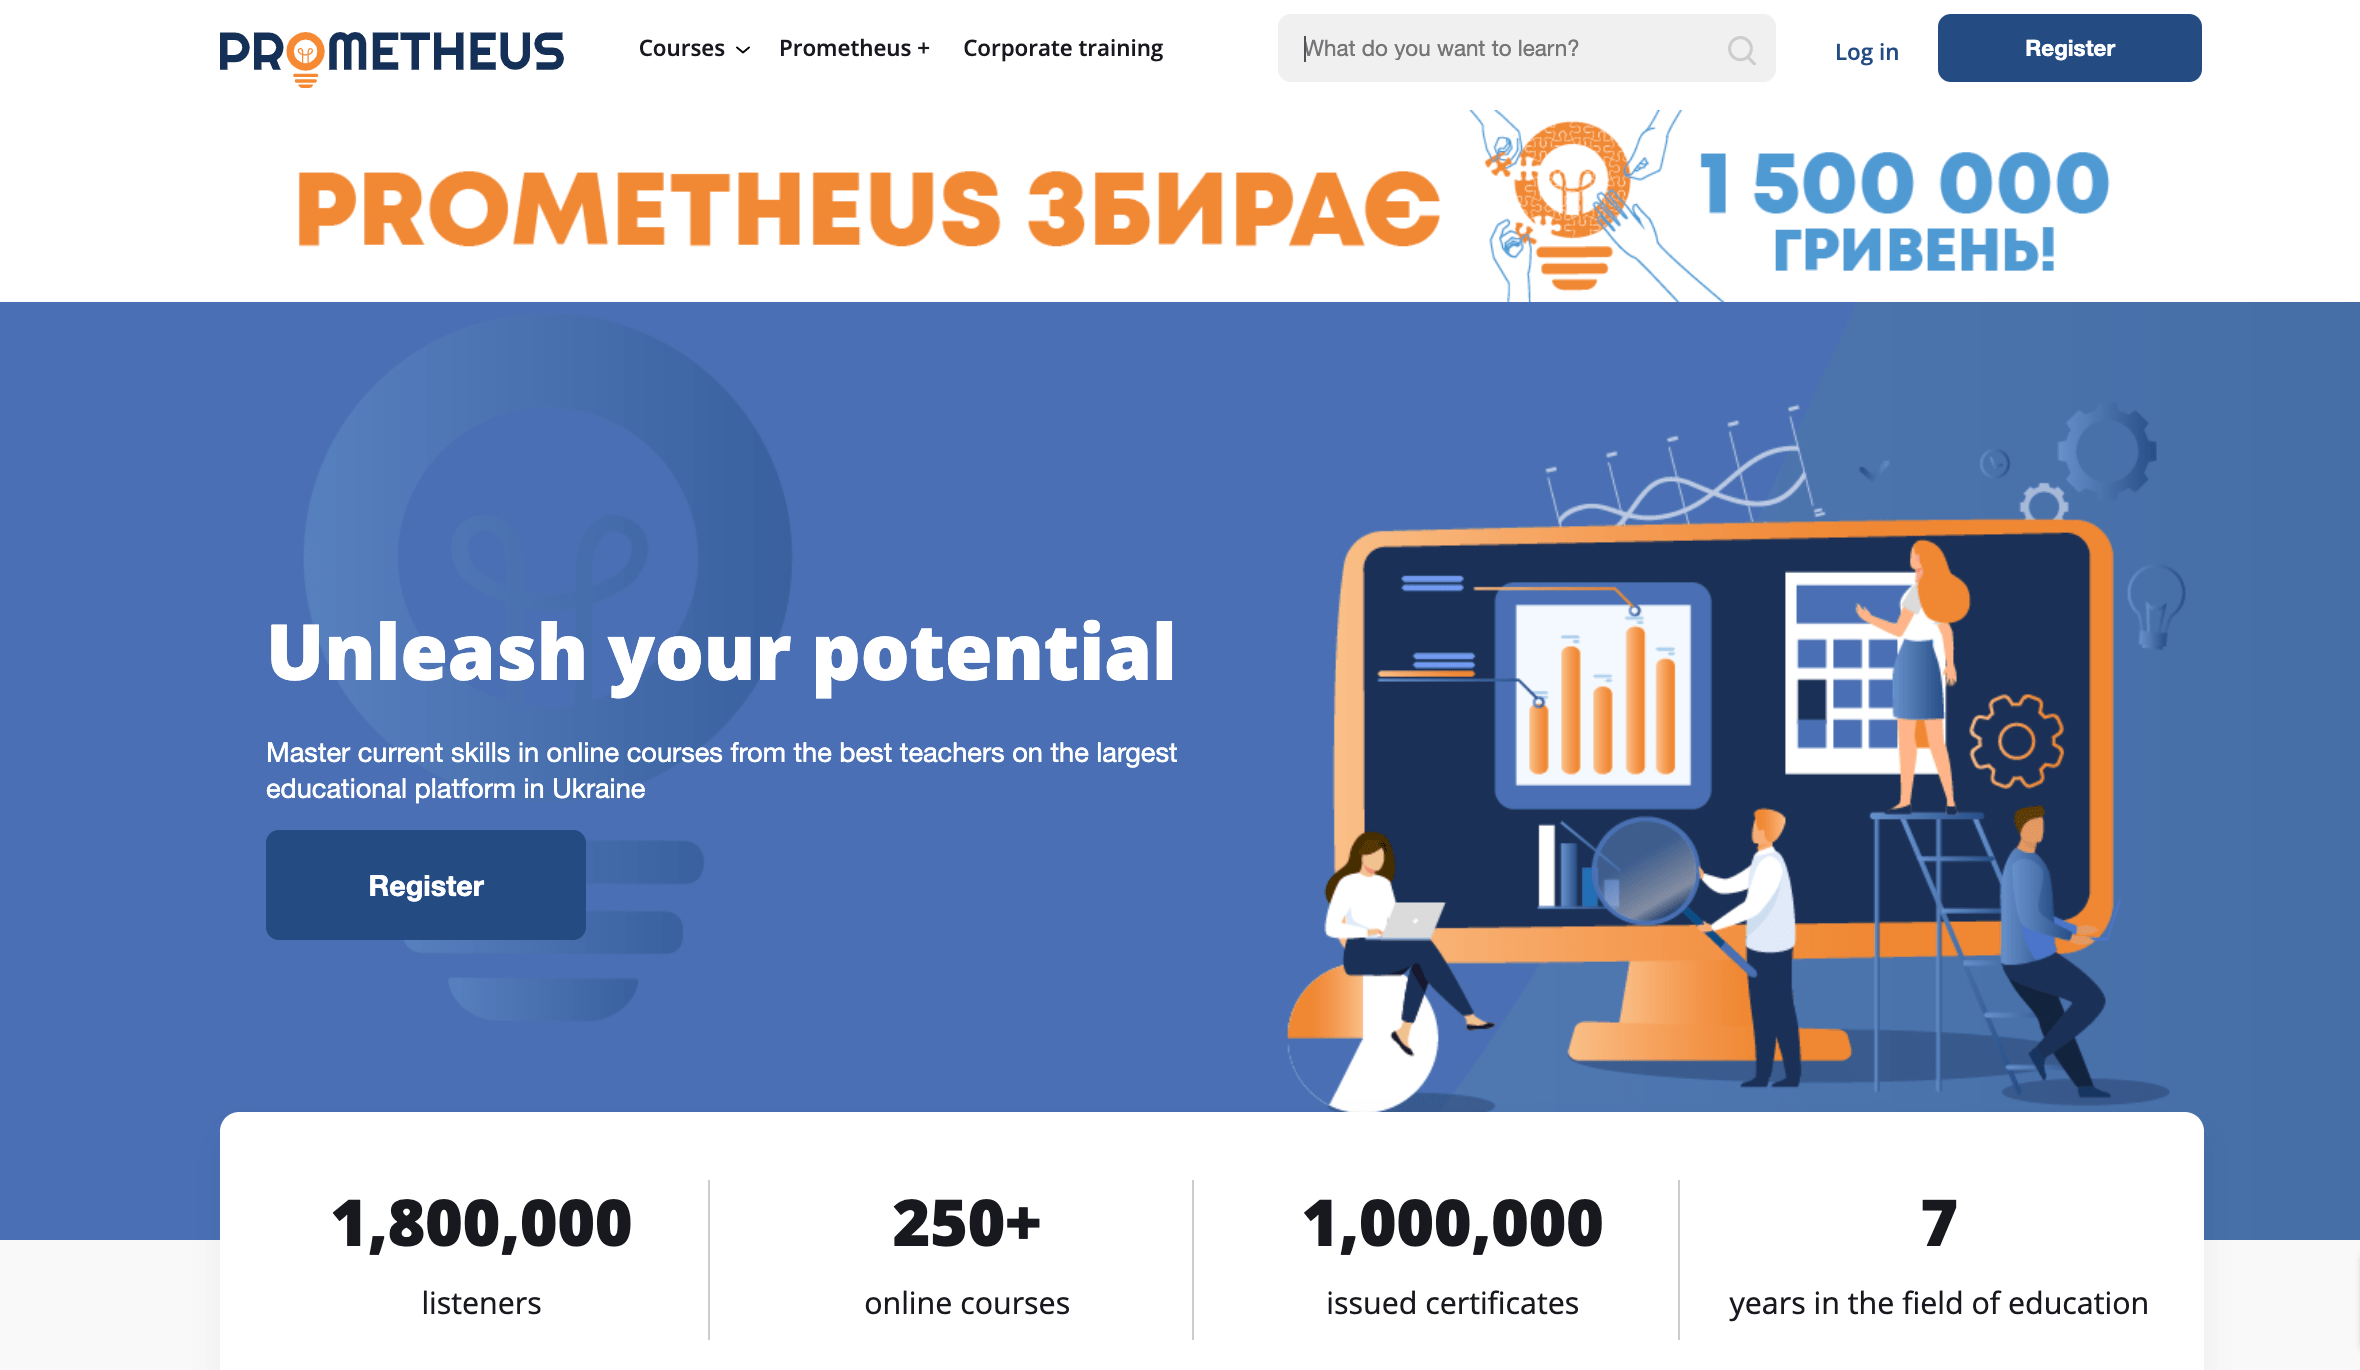 PROMETHEUS
Courses
Prometheus +
Corporate training
What do you want to learn?
Log in
Register
PROMETHEUS ЗБИРАЄ
1 500 000
ГРИВЕНЬ!
Unleash your potential
Master current skills in online courses from the best teachers on the largest
educational platform in Ukraine
Register
1,800,000
listeners
250+
online courses
1,000,000
issued certificates
7
years in the field of education